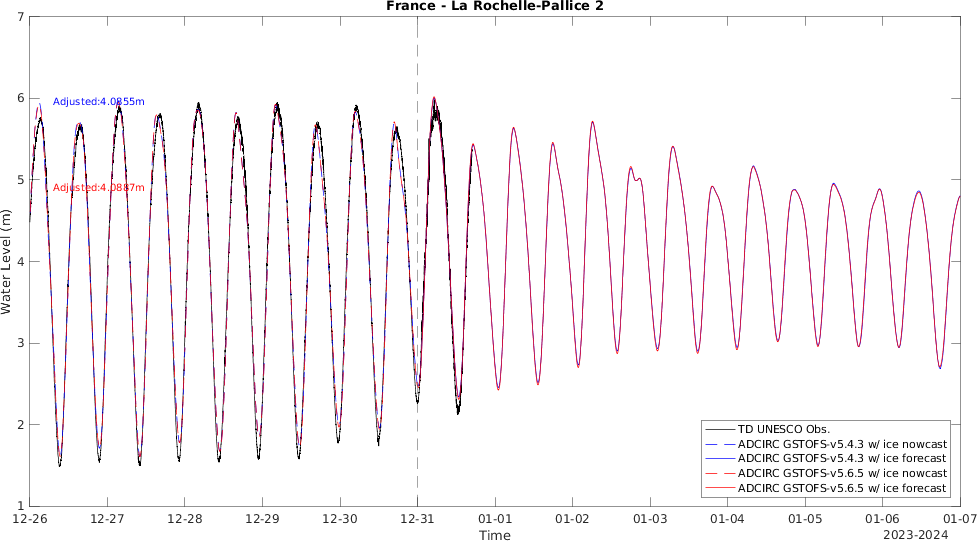 France - La Rochelle-Pallice 2
7
6
5
4
3
2
1
Water Level (m)
Adjusted:4.0855m
Adjusted:4.0887m
TD UNESCO Obs.
ADCIRC GSTOFS-v5.4.3 w/ ice nowcast
ADCIRC GSTOFS-v5.4.3 w/ ice forecast
ADCIRC GSTOFS-v5.6.5 w/ ice nowcast
ADCIRC GSTOFS-v5.6.5 w/ ice forecast
12-26 12-27 12-28 12-29 12-30 12-31 01-01 01-02 01-03 01-04 01-05 01-06 01-07
Time
2023-2024